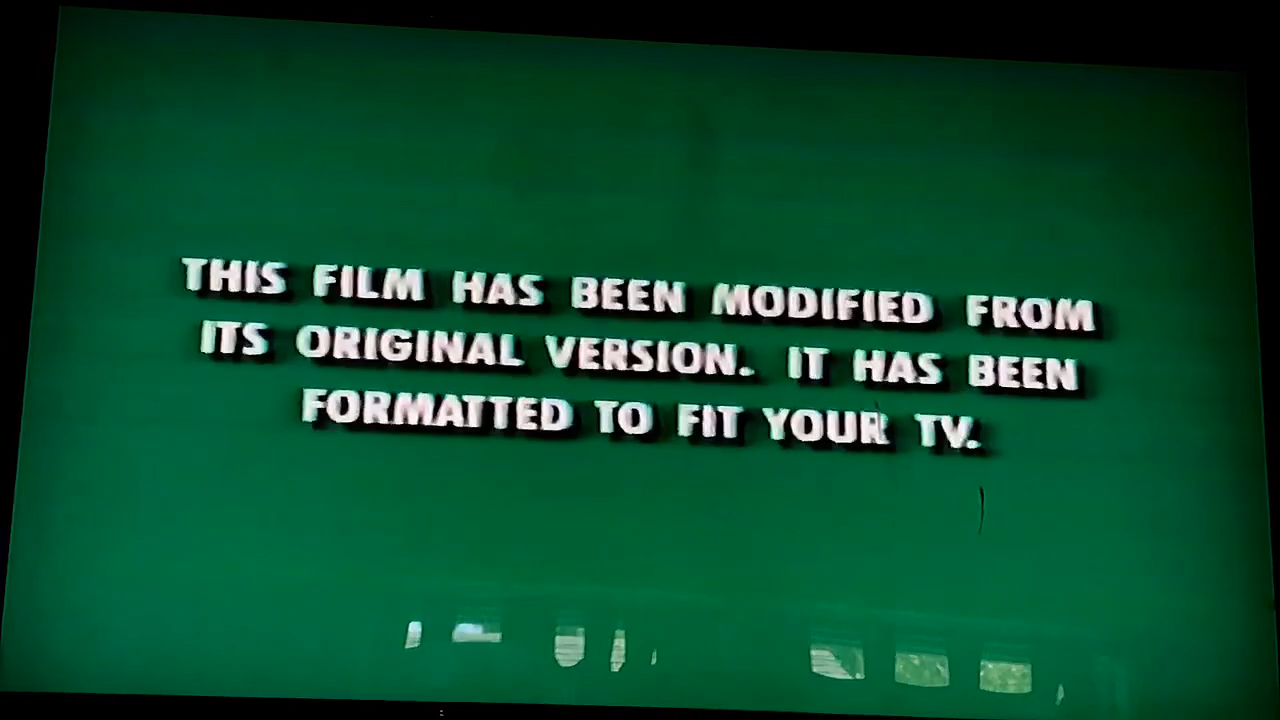 THIS FILM HAS BEEN MODIFIED FROM
ITS ORIGINAL VERSION. IT HAS BEEN
FORMATTED TO FIT YOUR TV.